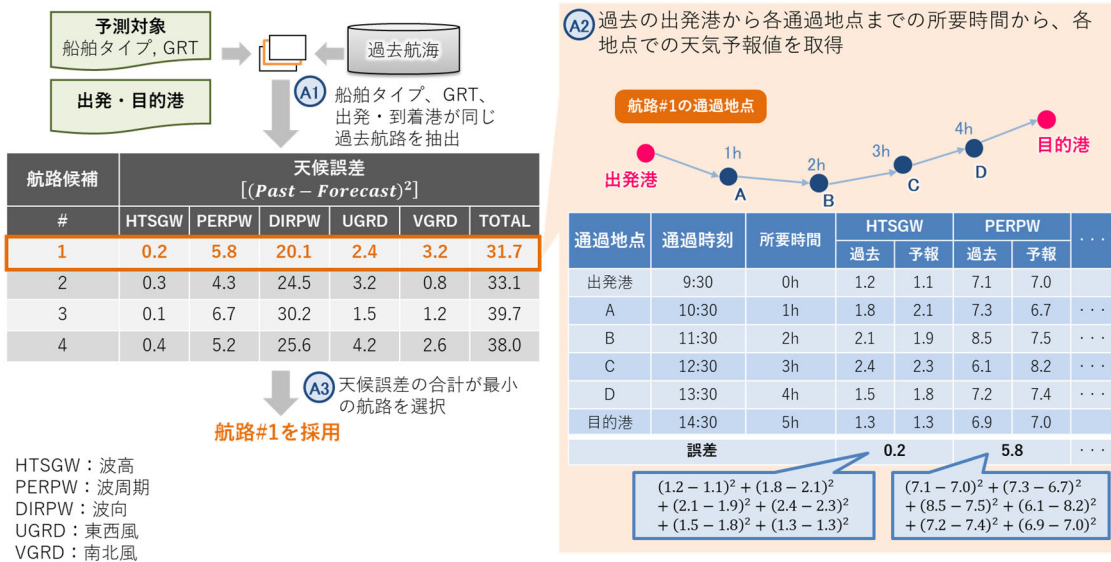 予測対象
船舶タイプ, GRT
出発・目的港
過去航海
A1 船舶タイプ、GRT、
出発・到着港が同じ
過去航路を抽出
航路候補 天候誤差
[(Past − Forecast)²]
# HTSGW PERPW DIRPW UGRD VGRD TOTAL
1 0.2 5.8 20.1 2.4 3.2 31.7
2 0.3 4.3 24.5 3.2 0.8 33.1
3 0.1 6.7 30.2 1.5 1.2 39.7
4 0.4 5.2 25.6 4.2 2.6 38.0
A3 天候誤差の合計が最小
の航路を選択
航路#1を採用
HTSGW：波高
PERPW：波周期
DIRPW：波向
UGRD：東西風
VGRD：南北風
A2 過去の出発港から各通過地点までの所要時間から、各
地点での天気予報値を取得
航路#1の通過地点
出発港
1h
A
2h
B
3h
C
4h
D
目的港
通過地点 通過時刻 所要時間 HTSGW PERPW ・・・
過去 予報 過去 予報
出発港 9:30 0h 1.2 1.1 7.1 7.0
A 10:30 1h 1.8 2.1 7.3 6.7 ・・・
B 11:30 2h 2.1 1.9 8.5 7.5 ・・・
C 12:30 3h 2.4 2.3 6.1 8.2 ・・・
D 13:30 4h 1.5 1.8 7.2 7.4 ・・・
目的港 14:30 5h 1.3 1.3 6.9 7.0
誤差 0.2 5.8 ・・・
(1.2 − 1.1)² + (1.8 − 2.1)²
+ (2.1 − 1.9)² + (2.4 − 2.3)²
+ (1.5 − 1.8)² + (1.3 − 1.3)²
(7.1 − 7.0)² + (7.3 − 6.7)²
+ (8.5 − 7.5)² + (6.1 − 8.2)²
+ (7.2 − 7.4)² + (6.9 − 7.0)²